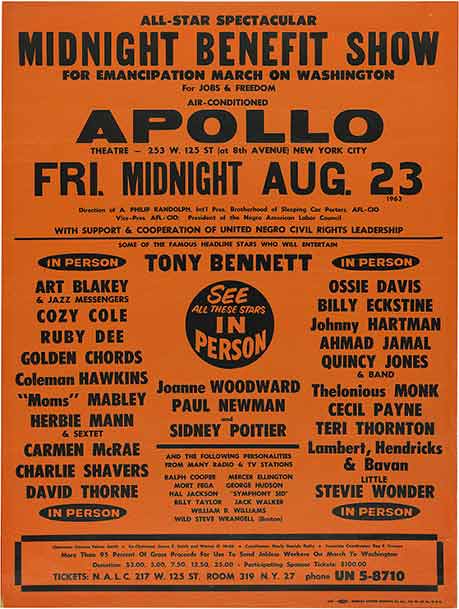 ALL-STAR SPECTACULAR
MIDNIGHT BENEFIT SHOW
FOR EMANCIPATION MARCH ON WASHINGTON
For JOBS & FREEDOM
AIR-CONDITIONED
APOLLO
THEATRE – 253 W. 125 ST (at 8th AVENUE) NEW YORK CITY
FRI. MIDNIGHT AUG. 23
1963
Direction of A. PHILIP RANDOLPH, Int'l Pres. Brotherhood of Sleeping Car Porters, AFL-CIO
Vice-Pres AFL-CIO: President of the Negro American Labor Council
WITH SUPPORT & COOPERATION OF UNITED NEGRO CIVIL RIGHTS LEADERSHIP
SOME OF THE FAMOUS HEADLINE STARS WHO WILL ENTERTAIN
IN PERSON
TONY BENNETT
IN PERSON
ART BLAKEY
& JAZZ MESSENGERS
COZY COLE
RUBY DEE
GOLDEN CHORDS
Coleman HAWKINS
"Moms" MABLEY
HERBIE MANN
& SEXTET
CARMEN McRAE
CHARLIE SHAVERS
DAVID THORNE
IN PERSON
SEE
ALL THESE STARS
IN
PERSON
Joanne WOODWARD
PAUL NEWMAN
and
SIDNEY POITIER
AND THE FOLLOWING PERSONALITIES
FROM MANY RADIO & TV STATIONS
RALPH COOPER MERCER ELLINGTON
MORT FEGA GEORGE HUDSON
HAL JACKSON "SYMPHONY SID"
BILLY TAYLOR JACK WALKER
WILLIAM B. WILLIAMS
WILD STEVE WRANGELL (Boston)
OSSIE DAVIS
BILLY ECKSTINE
Johnny HARTMAN
AHMAD JAMAL
QUINCY JONES
& BAND
Thelonious MONK
CECIL PAYNE
TERI THORNTON
Lambert, Hendricks
& Bavan
LITTLE
STEVIE WONDER
IN PERSON
More Than 95 Percent Of Gross Proceeds For Use To Send Jobless Workers On March To Washington
Donation: $3.00, 5.00, 7.50, 12.50, 25.00 - Participating Sponsor Tickets: $100.00
TICKETS: N.A.L.C. 217 W. 125 ST, ROOM 319 N.Y. 27 phone UN 5-8710